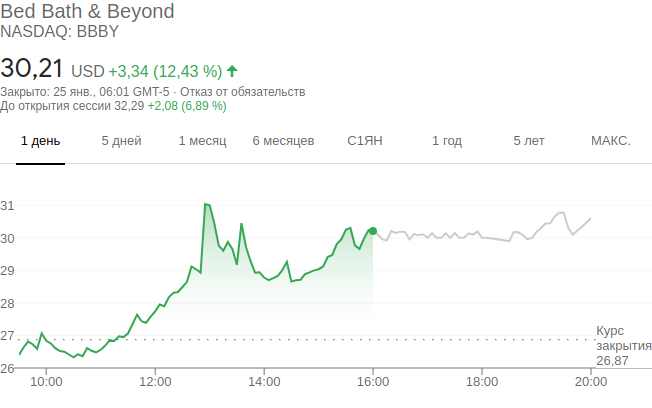 Bed Bath & Beyond
NASDAQ: BBBY
30,21 USD +3,34 (12,43 %)
Закрыто: 25 янв., 06:01 GMT-5 · Отказ от обязательств
До открытия сессии 32,29 +2,08 (6,89 %)
1 день 5 дней 1 месяц 6 месяцев С1ЯН 1 год 5 лет МАКС.
31
30
29
28
27
26
Курс
закрытия
26,87
10:00 12:00 14:00 16:00 18:00 20:00